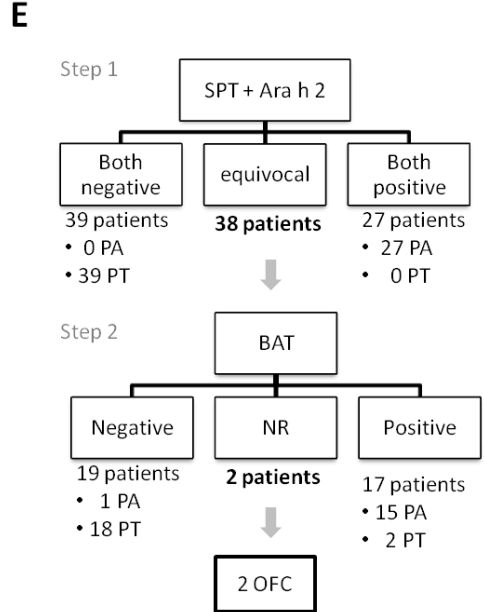 E
Step 1
SPT + Ara h 2
Both
negative
equivocal
Both
positive
39 patients
• 0 PA
• 39 PT
38 patients
27 patients
• 27 PA
• 0 PT
Step 2
BAT
Negative
NR
Positive
19 patients
• 1 PA
• 18 PT
2 patients
17 patients
• 15 PA
• 2 PT
2 OFC